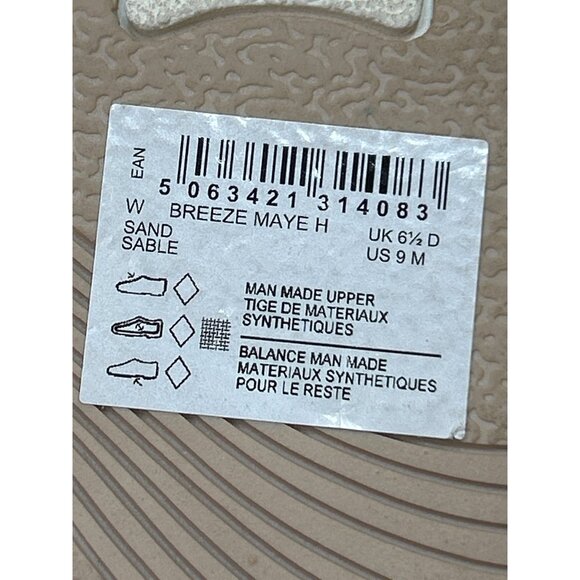 EAN
5 063421 314083
W BREEZE MAYE H UK 6½ D
SAND US 9 M
SABLE
MAN MADE UPPER
TIGE DE MATERIAUX
SYNTHETIQUES
BALANCE MAN MADE
MATERIAUX SYNTHETIQUES
POUR LE RESTE